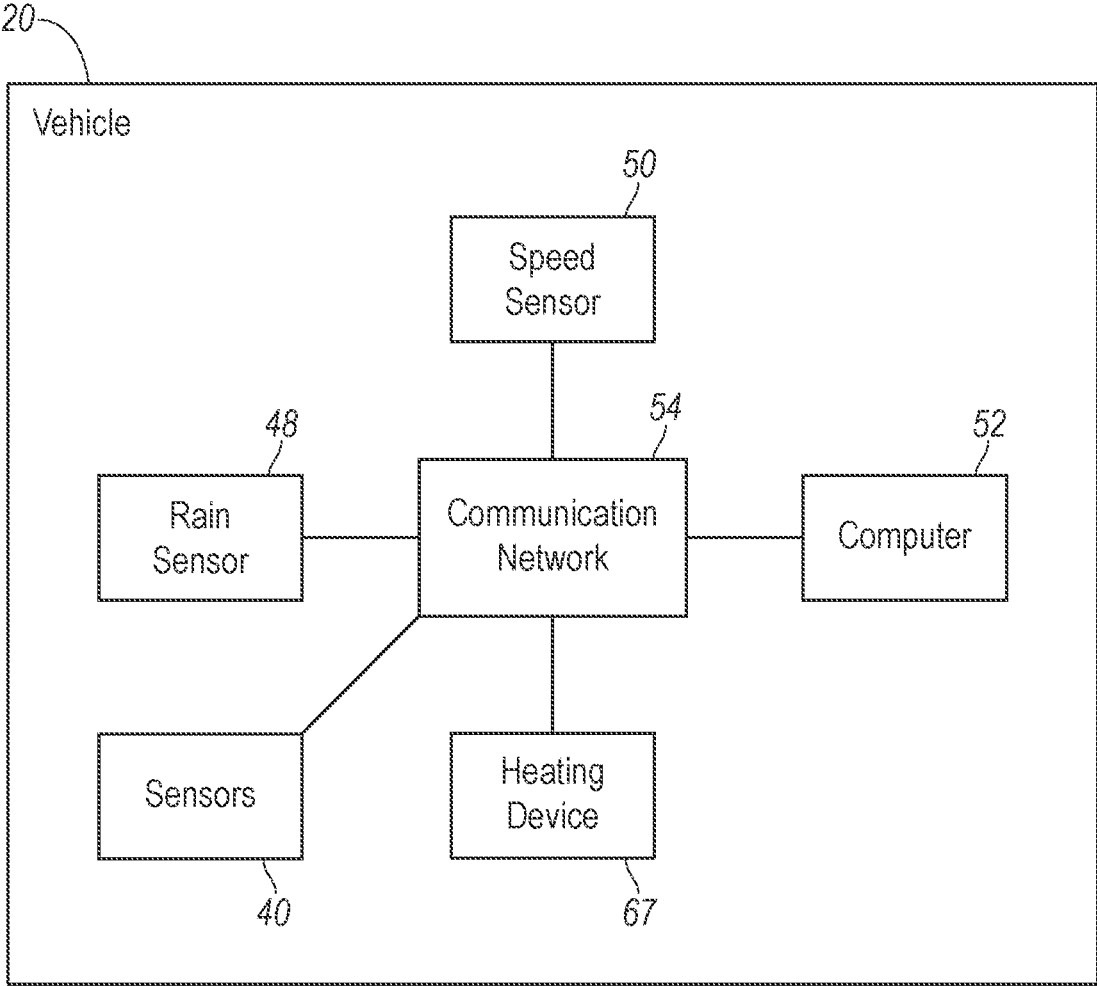 20
Vehicle
50
Speed
Sensor
54
Communication
Network
48
Rain
Sensor
52
Computer
Sensors
40
Heating
Device
67